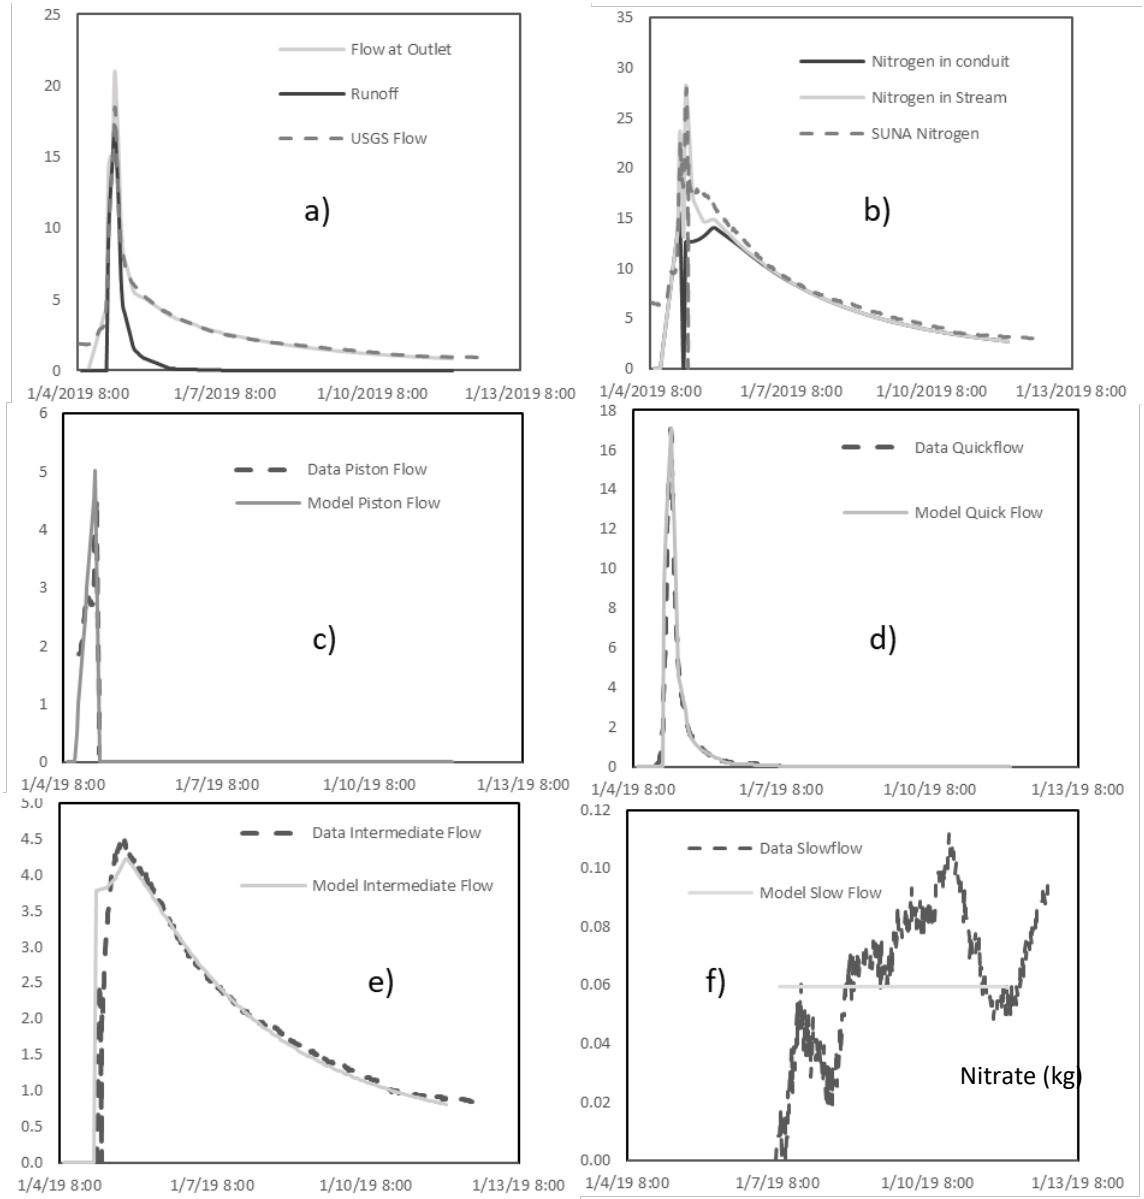 25
20
15
10
5
0
Flow at Outlet
Runoff
USGS Flow
a)
1/4/2019 8:00 1/7/2019 8:00 1/10/2019 8:00 1/13/2019 8:00
35
30
25
20
15
10
5
0
Nitrogen in conduit
Nitrogen in Stream
SUNA Nitrogen
b)
1/4/2019 8:00 1/7/2019 8:00 1/10/2019 8:00 1/13/2019 8:00
6
5
4
3
2
1
0
Data Piston Flow
Model Piston Flow
c)
1/4/19 8:00 1/7/19 8:00 1/10/19 8:00 1/13/19 8:00
18
16
14
12
10
8
6
4
2
0
Data Quickflow
Model Quick Flow
d)
1/4/19 8:00 1/7/19 8:00 1/10/19 8:00 1/13/19 8:00
5.0
4.5
4.0
3.5
3.0
2.5
2.0
1.5
1.0
0.5
0.0
Data Intermediate Flow
Model Intermediate Flow
e)
1/4/19 8:00 1/7/19 8:00 1/10/19 8:00 1/13/19 8:00
0.12
0.10
0.08
0.06
0.04
0.02
0.00
Data Slowflow
Model Slow Flow
f)
Nitrate (kg)
1/4/19 8:00 1/7/19 8:00 1/10/19 8:00 1/13/19 8:00